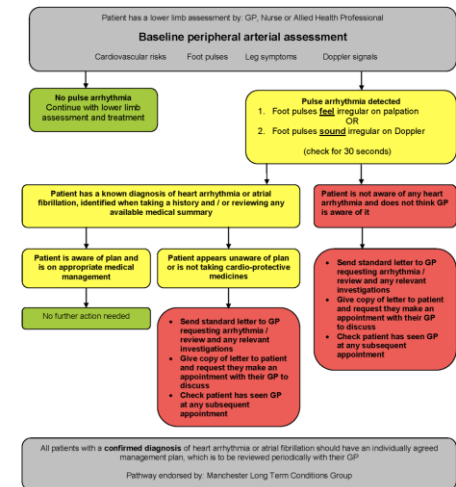 Patient has a lower limb assessment by: GP, Nurse or Allied Health Professional
Baseline peripheral arterial assessment
Cardiovascular risks Foot pulses Leg symptoms Doppler signals
No pulse arrhythmia
Continue with lower limb
assessment and treatment
Pulse arrhythmia detected
1. Foot pulses feel irregular on palpation
OR
2. Foot pulses sound irregular on Doppler
(check for 30 seconds)
Patient has a known diagnosis of heart arrhythmia or atrial
fibrillation, identified when taking a history and / or reviewing any
available medical summary
Patient is not aware of any heart
arrhythmia and does not think GP
is aware of it
Patient is aware of plan and
is on appropriate medical
management
Patient appears unaware of plan
or is not taking cardio-protective
medicines
• Send standard letter to GP
requesting arrhythmia /
review and any relevant
investigations
• Give copy of letter to patient
and request they make an
appointment with their GP
to discuss
• Check patient has seen GP
at any subsequent
appointment
No further action needed
• Send standard letter to GP
requesting arrhythmia /
review and any relevant
investigations
• Give copy of letter to patient
and request they make an
appointment with their GP to
discuss
• Check patient has seen GP
at any subsequent
appointment
All patients with a confirmed diagnosis of heart arrhythmia or atrial fibrillation should have an individually agreed
management plan, which is to be reviewed periodically with their GP
Pathway endorsed by: Manchester Long Term Conditions Group